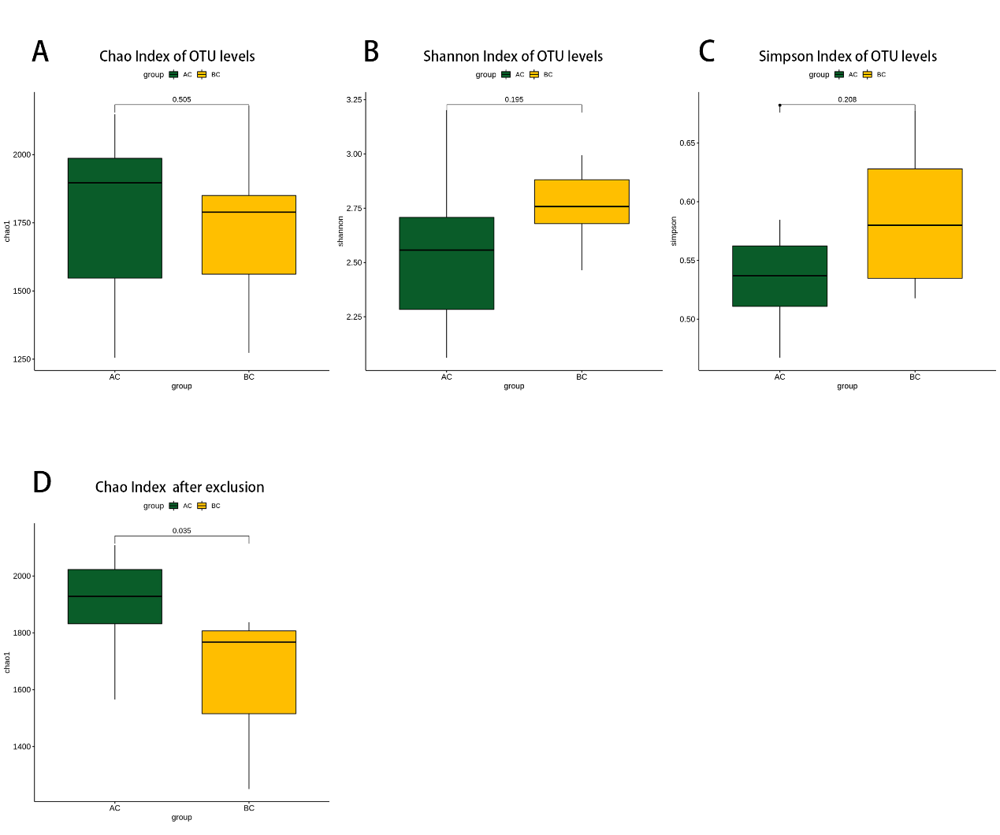 A
Chao Index of OTU levels
group AC BC
0.505
2000
1750
1500
1250
chao1
AC BC
group
B
Shannon Index of OTU levels
group AC BC
0.195
3.25
3.00
2.75
2.50
2.25
shannon
AC BC
group
C
Simpson Index of OTU levels
group AC BC
0.208
0.65
0.60
0.55
0.50
simpson
AC BC
group
D
Chao Index after exclusion
group AC BC
0.035
2000
1800
1600
1400
chao1
AC BC
group